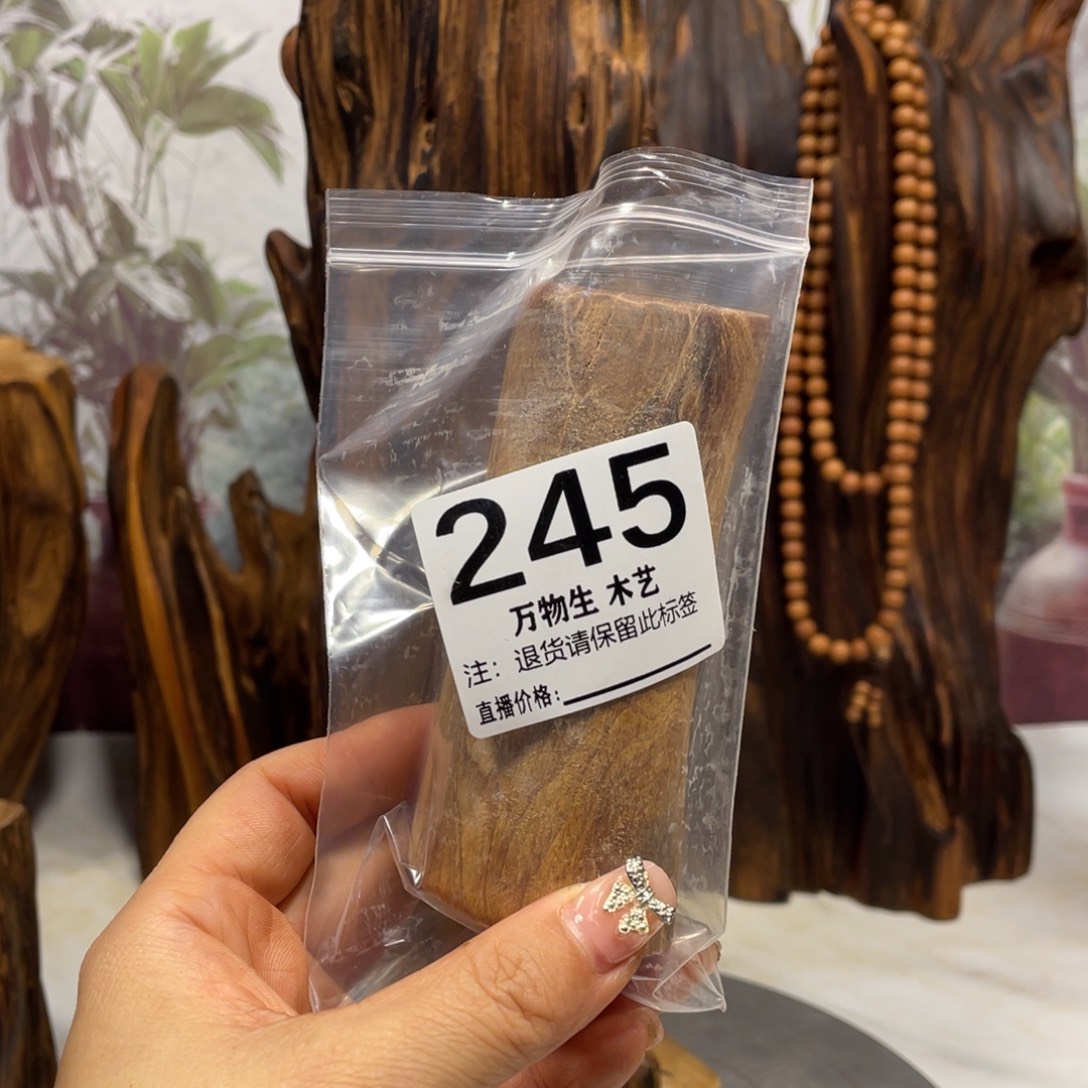 245
万物生 木艺
注：退货请保留此标签
直播价格：